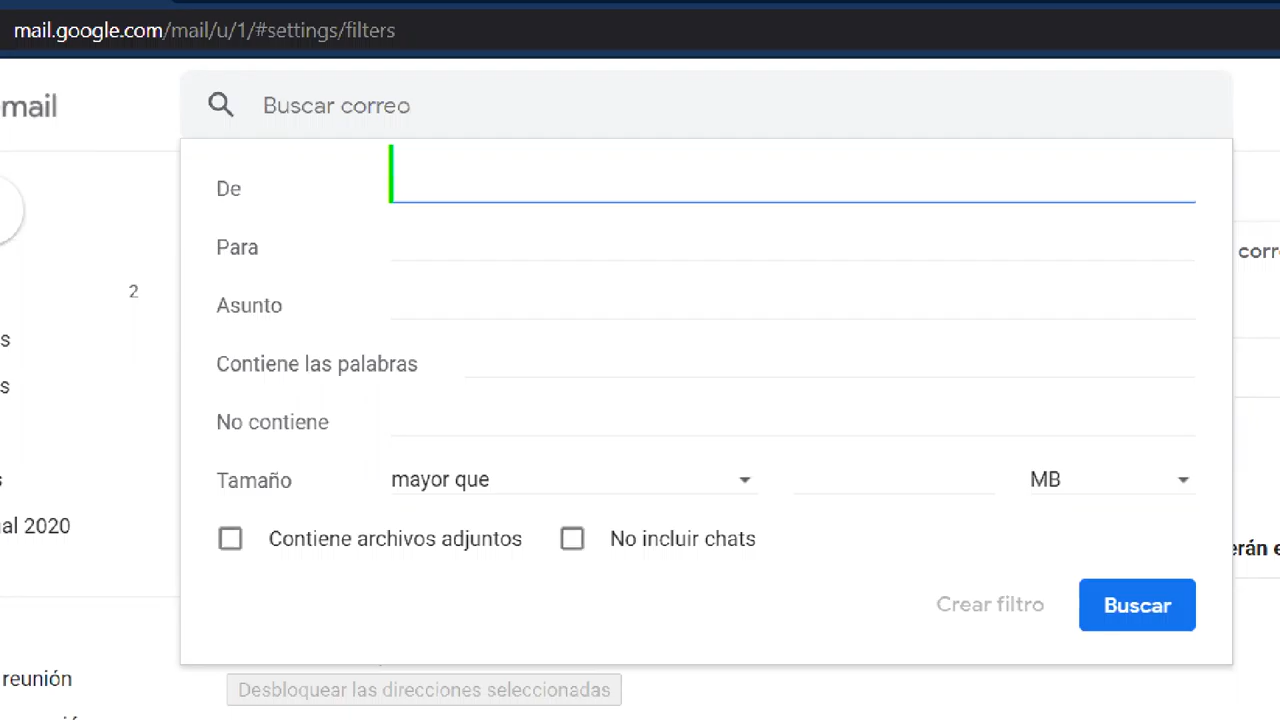 mail.google.com/mail/u/1/#settings/filters
mail
Buscar correo
De
Para
corr
2
Asunto
s
Contiene las palabras
s
No contiene
Tamaño mayor que MB
s
al 2020
Contiene archivos adjuntos No incluir chats
erán e
Crear filtro Buscar
reunión
Desbloquear las direcciones seleccionadas